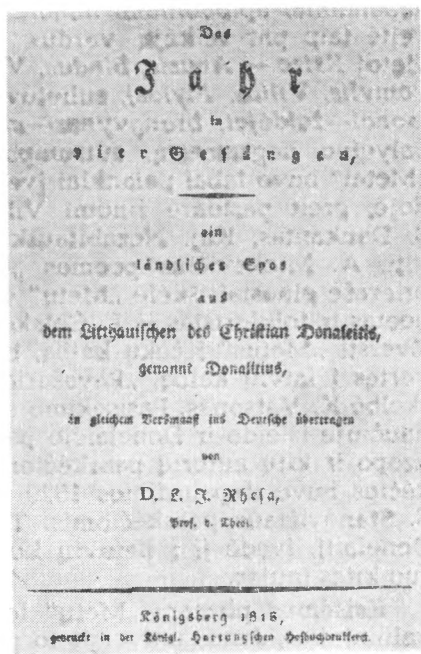 Das
Jahr
in
vier Gesängen,
ein
ländliches Epos
aus
dem Litthauischen des Christian Donaleitis,
genannt Donalitius,
in gleichem Versmaaß ins Deutsche übertragen
von
D. L. J. Rhesa,
Prof. d. Theol.
Königsberg 1818,
gedruckt in der Königl. Hartungschen Hofbuchdruckerei.